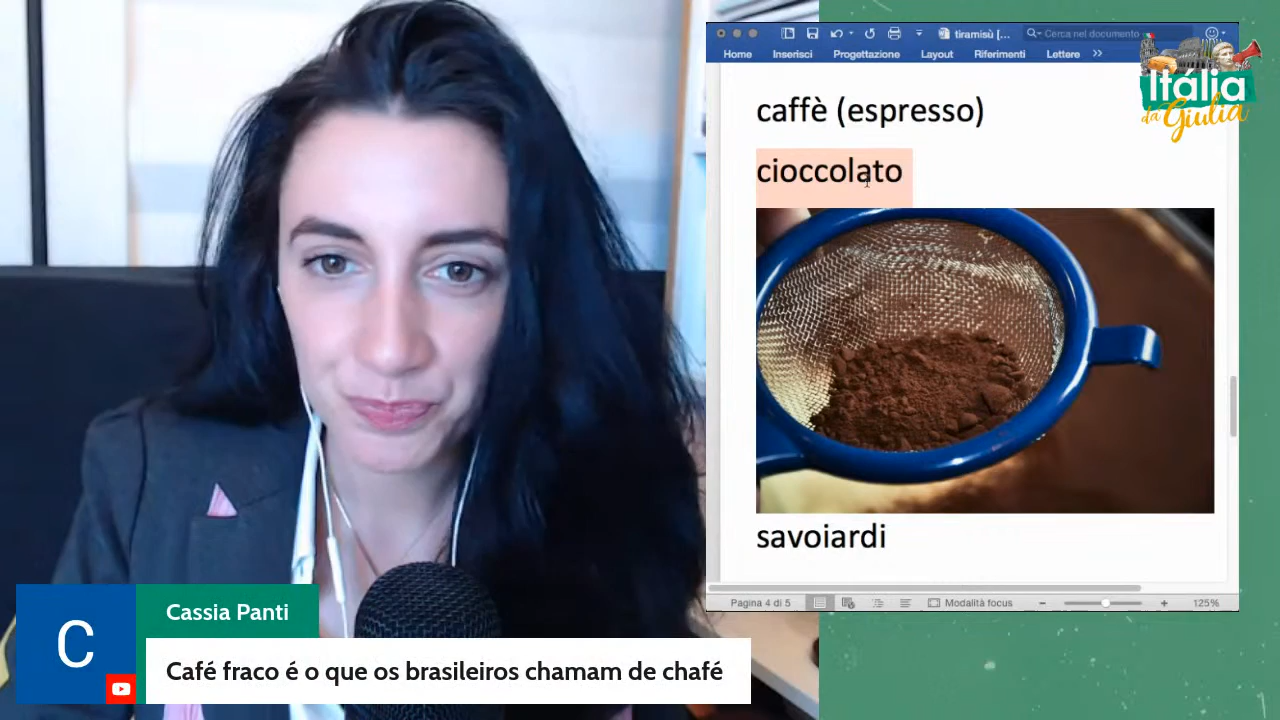 tiramisù [...
Cerca nel documento
Home Inserisci Progettazione Layout Riferimenti Lettere >>
Itália
da Giulia
caffè (espresso)
cioccolato
savoiardi
Pagina 4 di 5 Modalità focus 125%
C
Cassia Panti
Café fraco é o que os brasileiros chamam de chafé